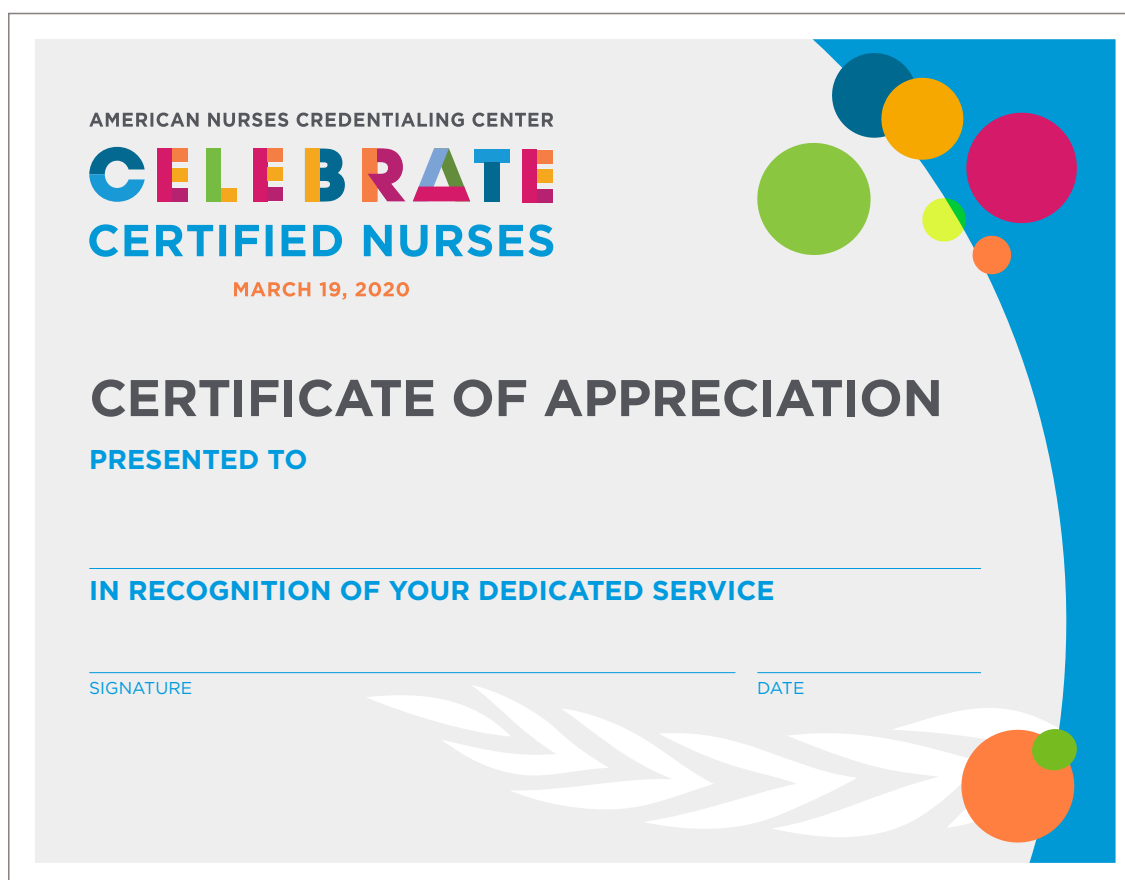 AMERICAN NURSES CREDENTIALING CENTER
CELEBRATE
CERTIFIED NURSES
MARCH 19, 2020
CERTIFICATE OF APPRECIATION
PRESENTED TO
IN RECOGNITION OF YOUR DEDICATED SERVICE
SIGNATURE DATE